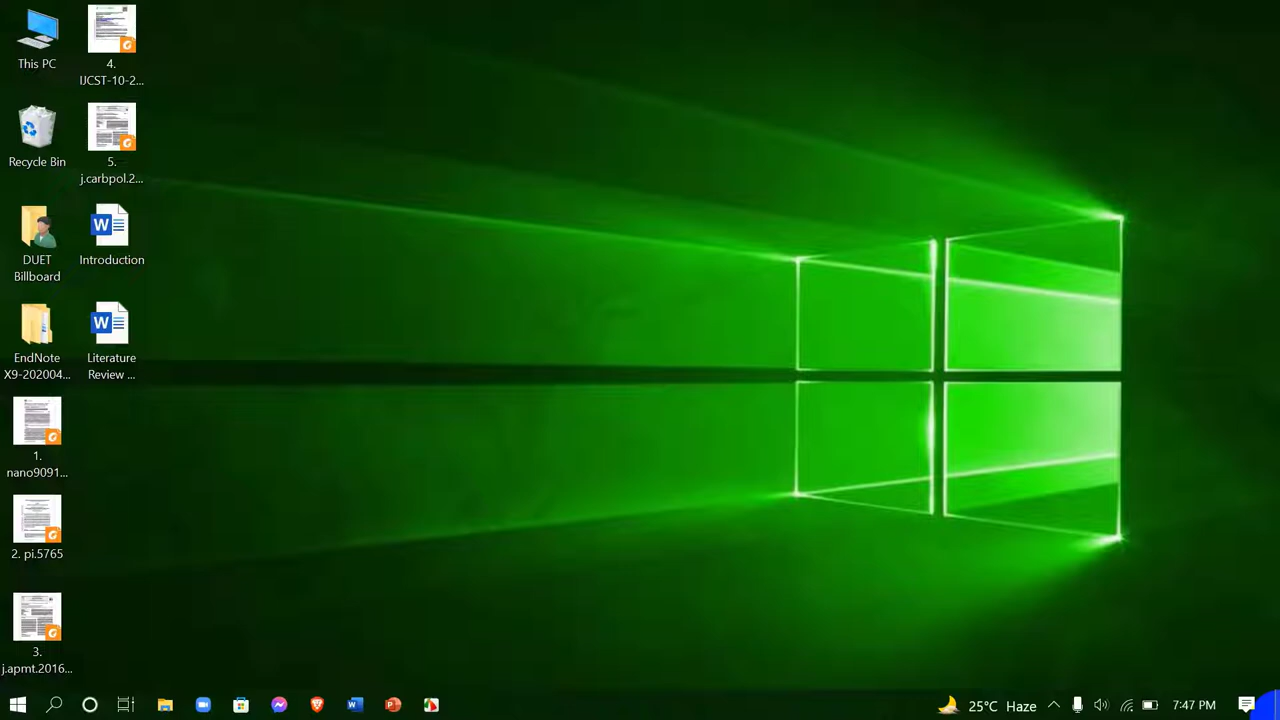 This PC
4.
IJCST-10-2...
Recycle Bin
5.
j.carbpol.2...
DUET
Billboard
Introduction
EndNote
X9-202004...
Literature
Review ...
1.
nano9091...
2. pi.5765
3.
j.apmt.2016...
25°C Haze
7:47 PM